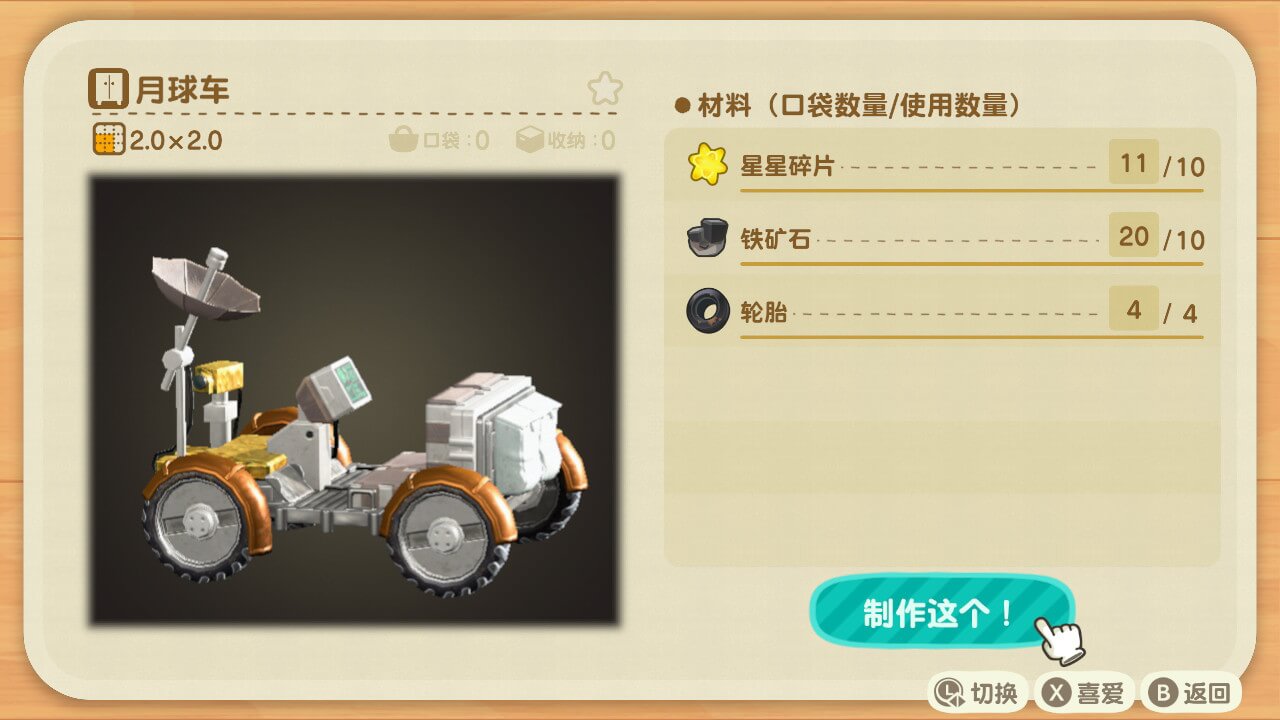 月球车
2.0×2.0
口袋:0 收纳:0
●材料（口袋数量/使用数量）
星星碎片 11/10
铁矿石 20/10
轮胎 4/4
制作这个！
L 切换 X 喜爱 B 返回